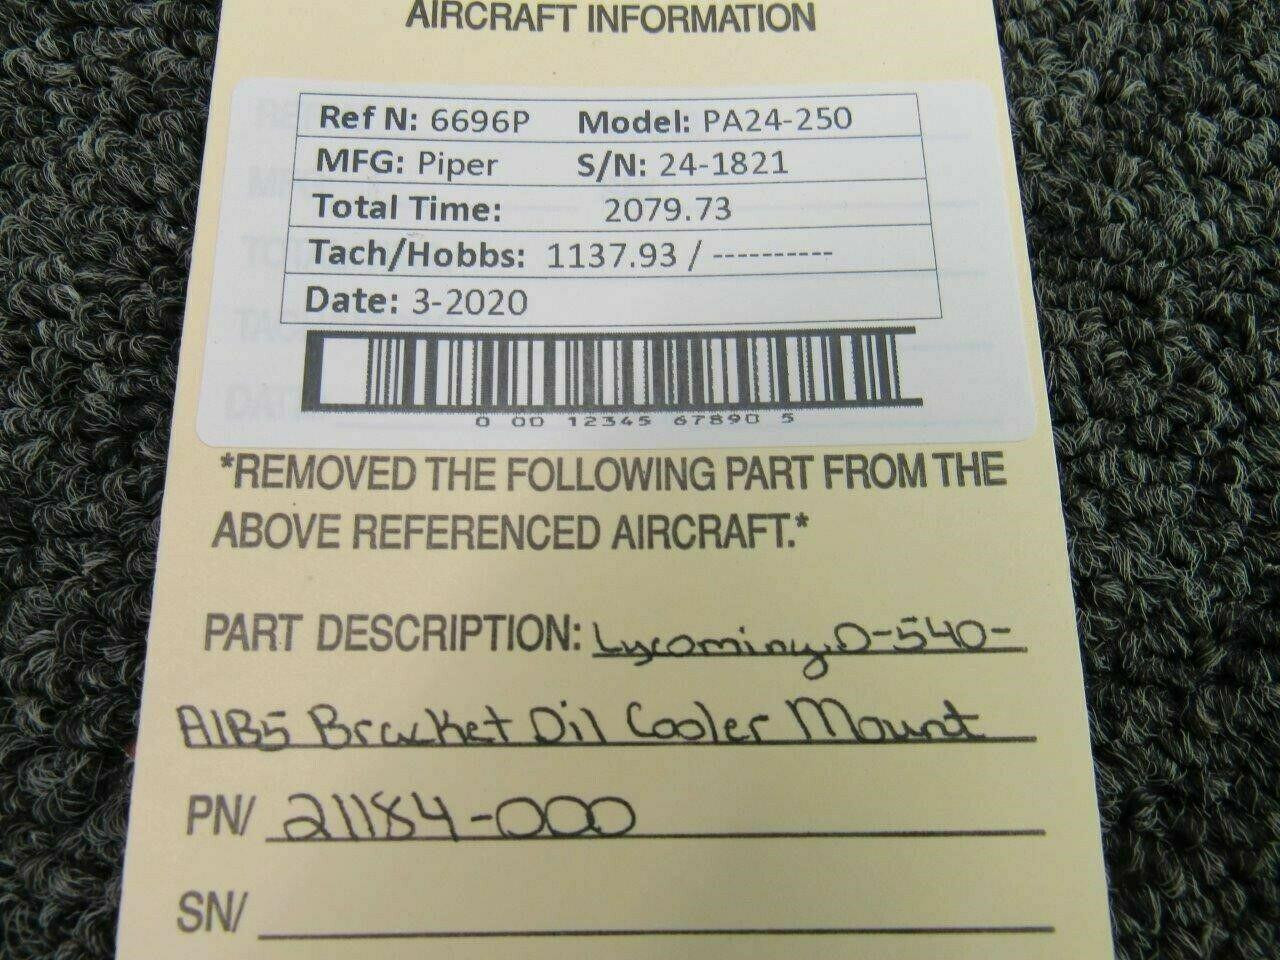 AIRCRAFT INFORMATION
Ref N: 6696P Model: PA24-250
MFG: Piper S/N: 24-1821
Total Time: 2079.73
Tach/Hobbs: 1137.93 / ----------
Date: 3-2020
0 00 12345 67890 5
*REMOVED THE FOLLOWING PART FROM THE
ABOVE REFERENCED AIRCRAFT.*
PART DESCRIPTION: Lycominy O-540-
A1B5 Bracket Oil Cooler Mount
PN/ 21184-000
SN/